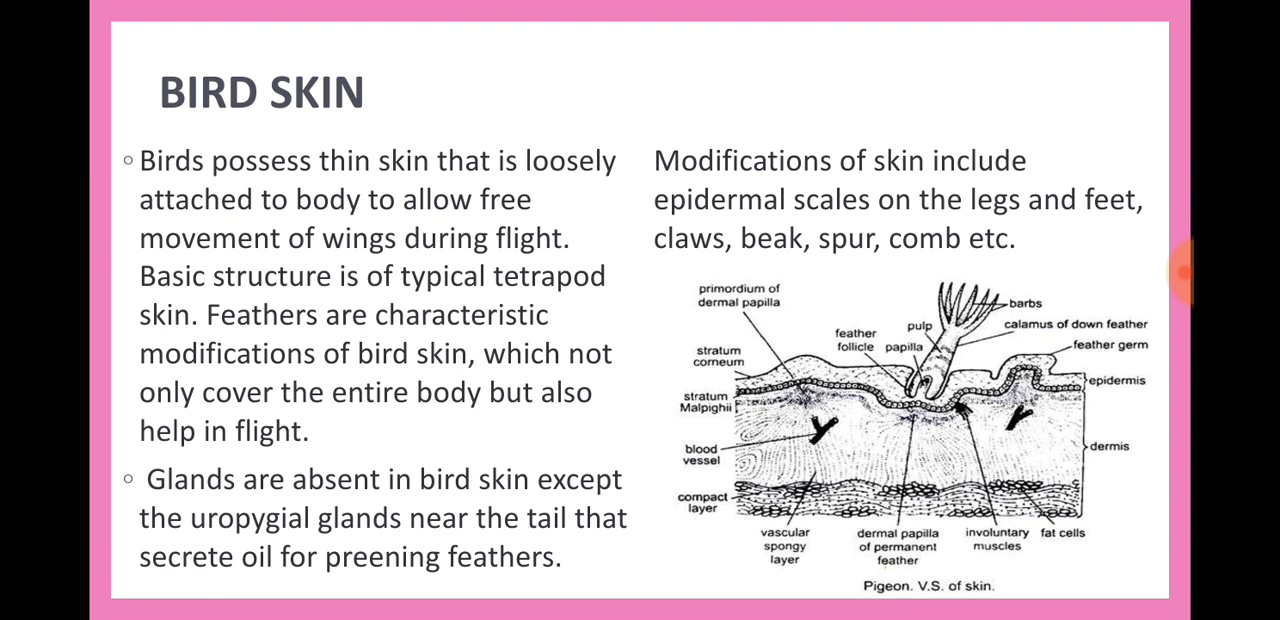 BIRD SKIN
◦ Birds possess thin skin that is loosely
attached to body to allow free
movement of wings during flight.
Basic structure is of typical tetrapod
skin. Feathers are characteristic
modifications of bird skin, which not
only cover the entire body but also
help in flight.
◦ Glands are absent in bird skin except
the uropygial glands near the tail that
secrete oil for preening feathers.
Modifications of skin include
epidermal scales on the legs and feet,
claws, beak, spur, comb etc.
primordium of
dermal papilla
stratum
corneum
stratum
Malpighii
blood
vessel
compact
layer
feather
follicle
pulp
papilla
barbs
calamus of down feather
feather germ
epidermis
dermis
vascular
spongy
layer
dermal papilla
of permanent
feather
involuntary
muscles
fat cells
Pigeon. V.S. of skin.